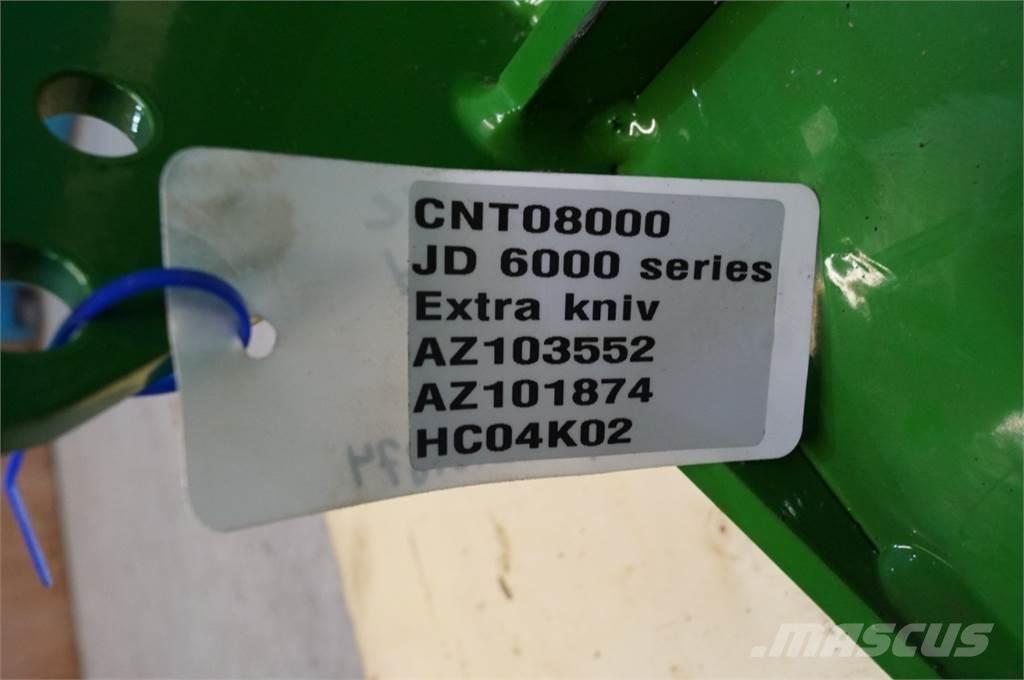 CNT08000
JD 6000 series
Extra kniv
AZ103552
AZ101874
HC04K02
MASCUS